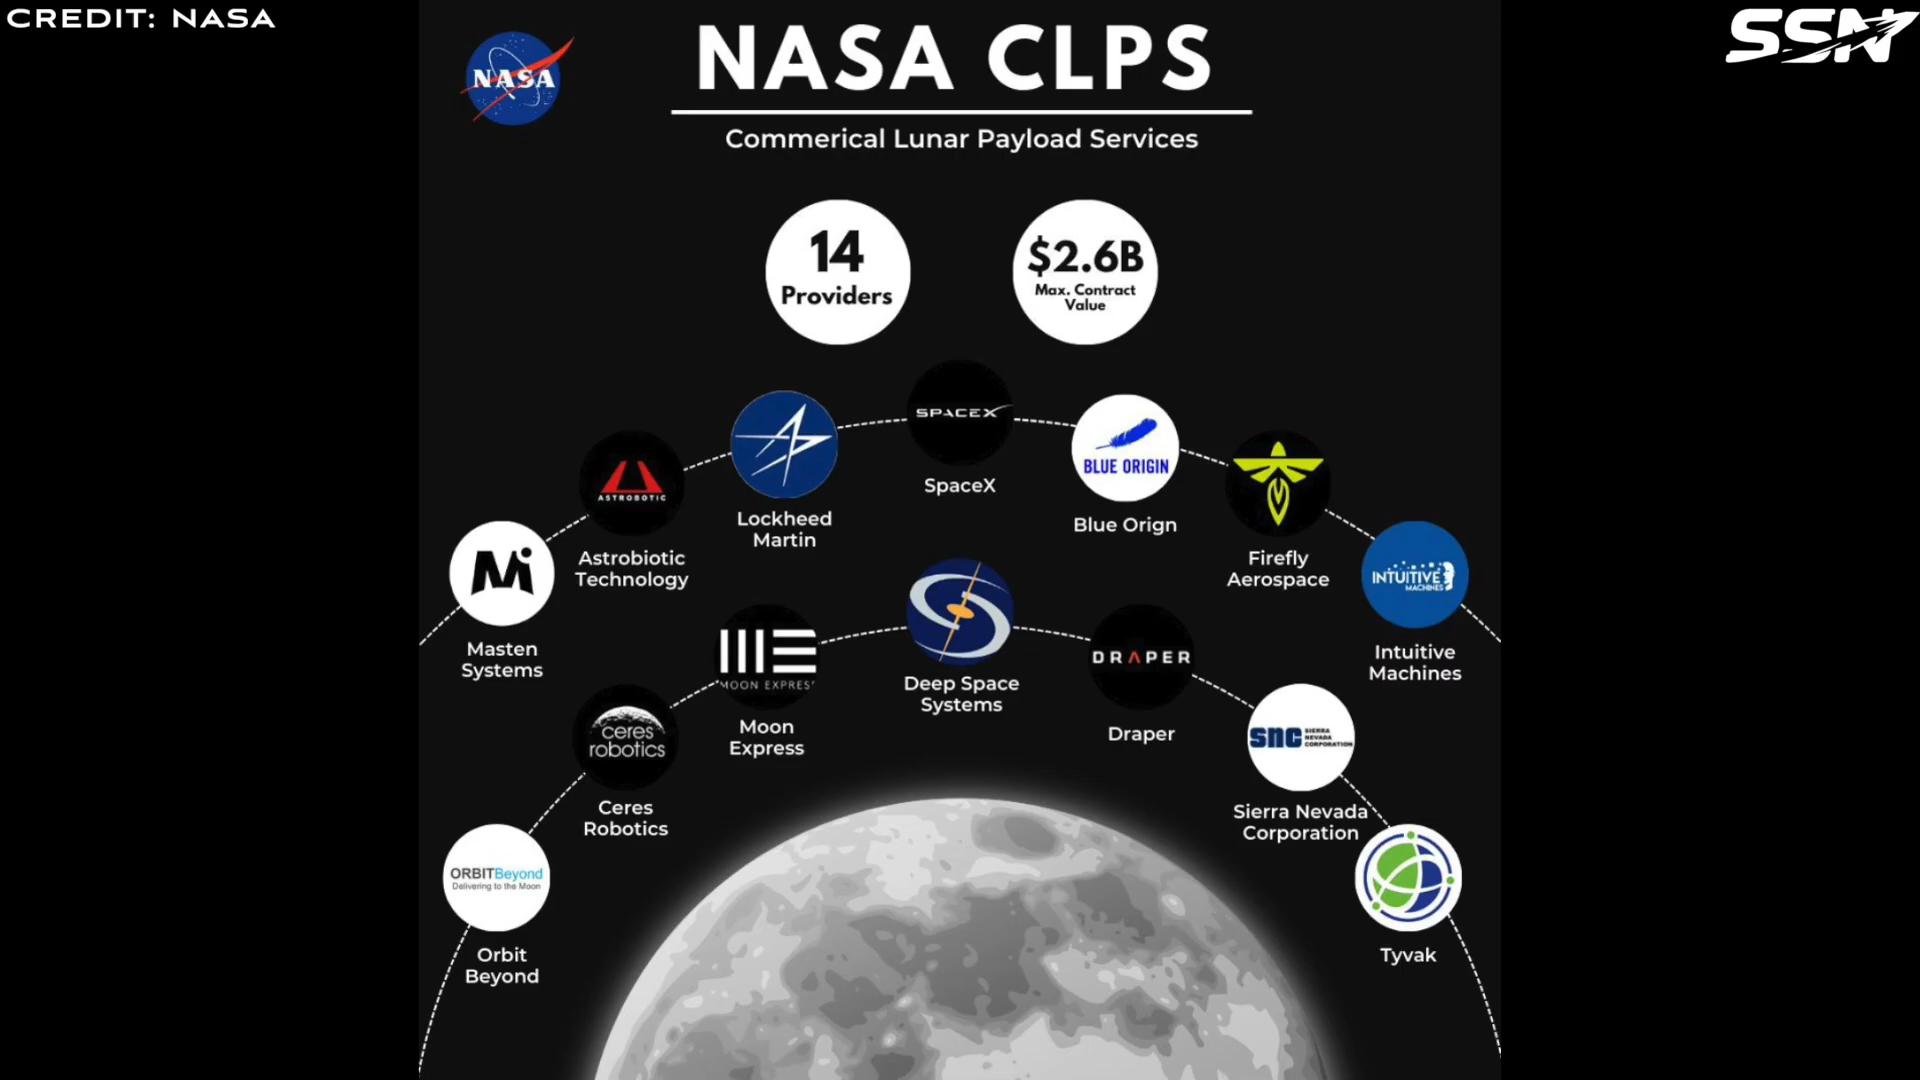 CREDIT: NASA
SSN
NASA
NASA CLPS
Commerical Lunar Payload Services
14
Providers
$2.6B
Max. Contract
Value
SPACEX
SpaceX
Lockheed
Martin
BLUE ORIGIN
Blue Orign
ASTROBOTIC
Astrobiotic
Technology
Firefly
Aerospace
Masten
Systems
INTUITIVE
MACHINES
Intuitive
Machines
Deep Space
Systems
MOON EXPRES
Moon
Express
DRAPER
Draper
ceres
robotics
Ceres
Robotics
snc SIERRA
NEVADA
CORPORATION
Sierra Nevada
Corporation
ORBITBeyond
Delivering to the Moon
Orbit
Beyond
Tyvak